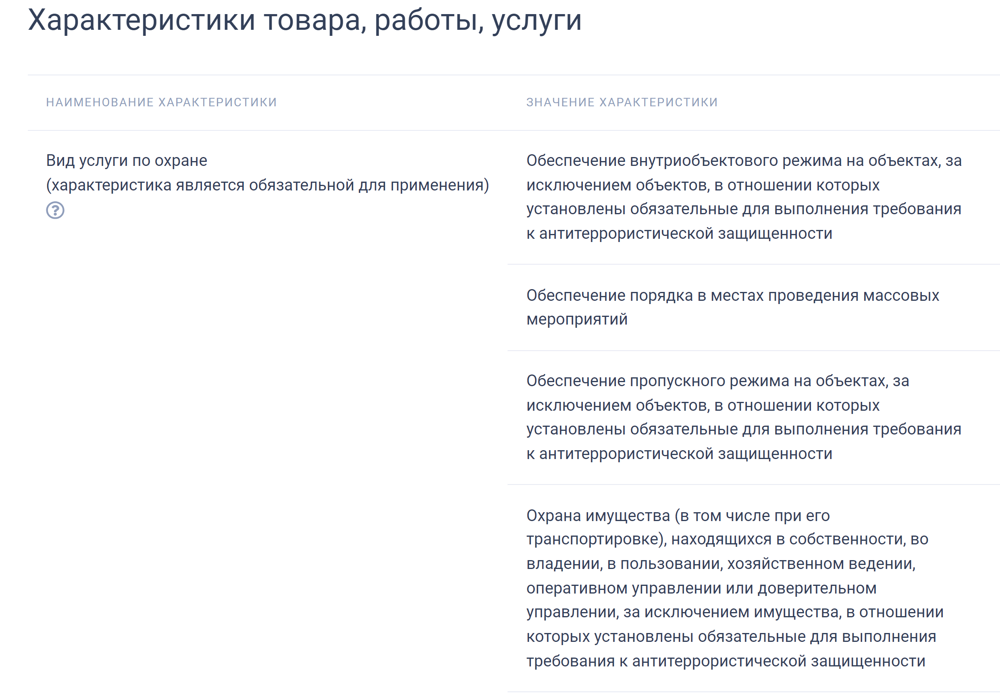 Характеристики товара, работы, услуги
НАИМЕНОВАНИЕ ХАРАКТЕРИСТИКИ
ЗНАЧЕНИЕ ХАРАКТЕРИСТИКИ
Вид услуги по охране
(характеристика является обязательной для применения)
Обеспечение внутриобъектового режима на объектах, за
исключением объектов, в отношении которых
установлены обязательные для выполнения требования
к антитеррористической защищенности
Обеспечение порядка в местах проведения массовых
мероприятий
Обеспечение пропускного режима на объектах, за
исключением объектов, в отношении которых
установлены обязательные для выполнения требования
к антитеррористической защищенности
Охрана имущества (в том числе при его
транспортировке), находящихся в собственности, во
владении, в пользовании, хозяйственном ведении,
оперативном управлении или доверительном
управлении, за исключением имущества, в отношении
которых установлены обязательные для выполнения
требования к антитеррористической защищенности